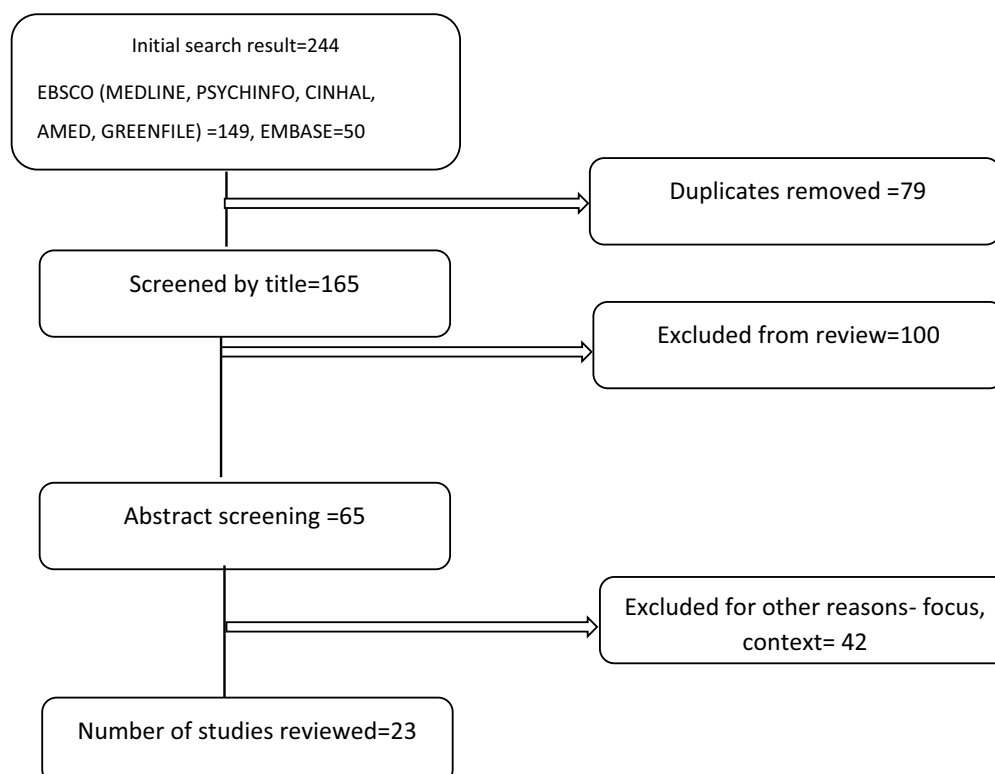 Initial search result=244
EBSCO (MEDLINE, PSYCHINFO, CINHAL,
AMED, GREENFILE) =149, EMBASE=50
Duplicates removed =79
Screened by title=165
Excluded from review=100
Abstract screening =65
Excluded for other reasons- focus,
context= 42
Number of studies reviewed=23